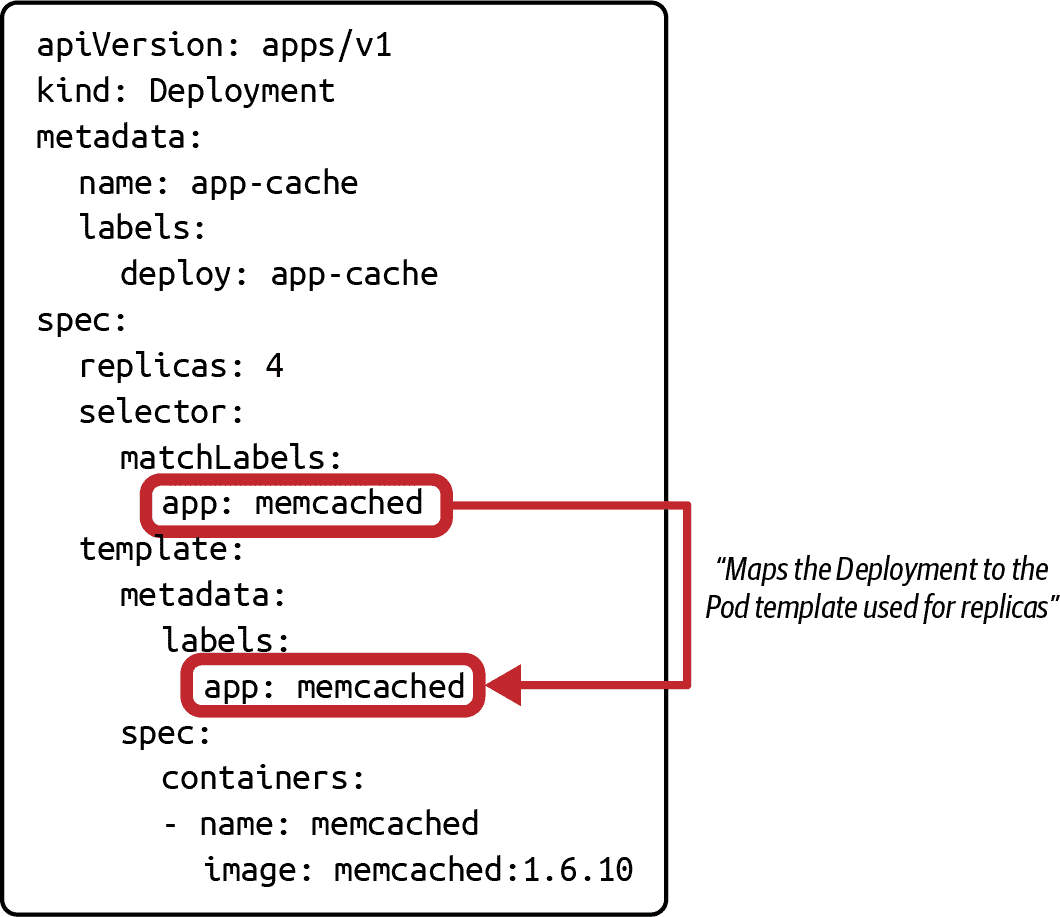 apiVersion: apps/v1
kind: Deployment
metadata:
  name: app-cache
  labels:
    deploy: app-cache
spec:
  replicas: 4
  selector:
    matchLabels:
      app: memcached
  template:
    metadata:
      labels:
        app: memcached
    spec:
      containers:
      - name: memcached
        image: memcached:1.6.10
“Maps the Deployment to the
Pod template used for replicas”